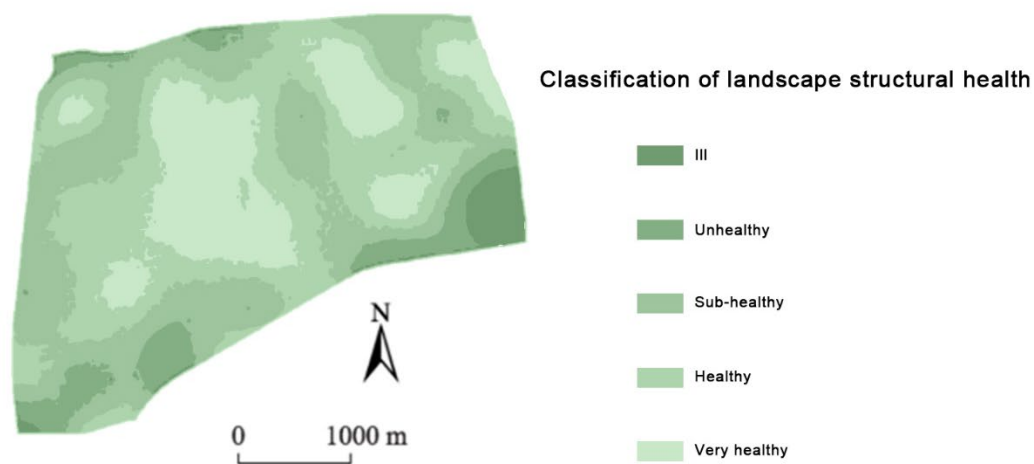 Classification of landscape structural health
Ill
Unhealthy
Sub-healthy
Healthy
Very healthy
N
0 1000 m